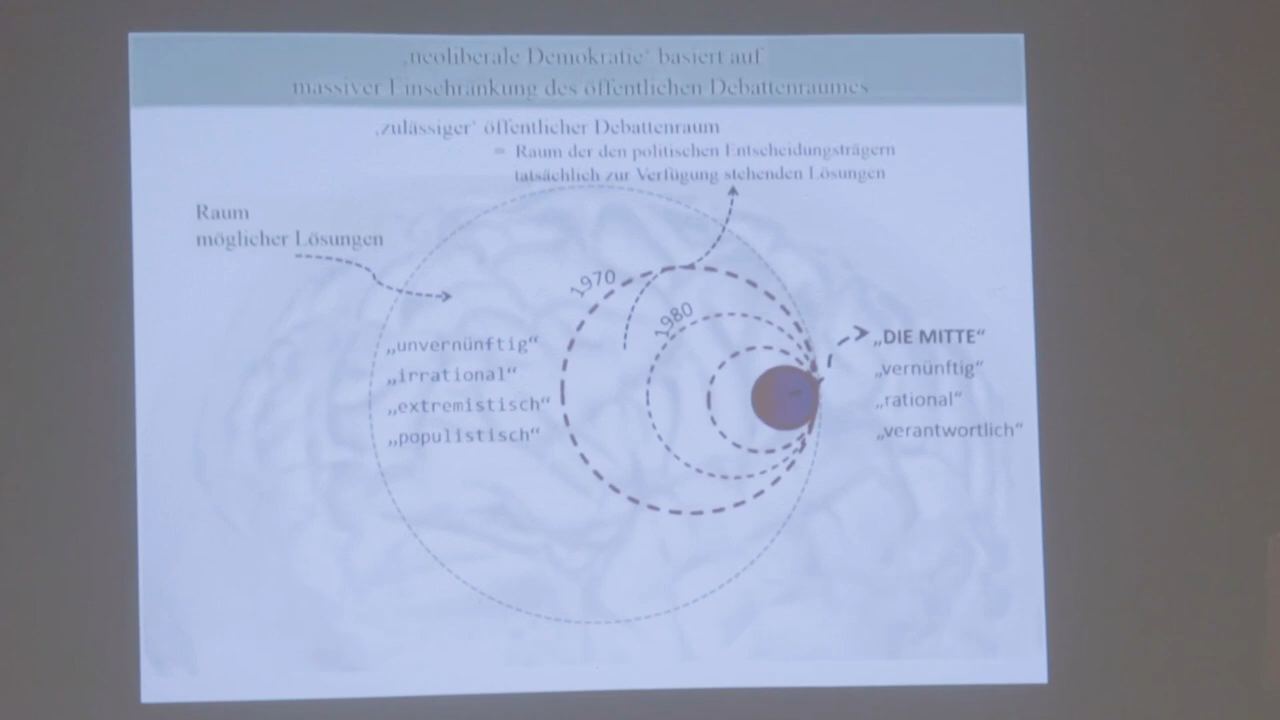 ‚neoliberale Demokratie‘ basiert auf
massiver Einschränkung des öffentlichen Debattenraumes
‚zulässiger‘ öffentlicher Debattenraum
= Raum der den politischen Entscheidungsträgern
tatsächlich zur Verfügung stehenden Lösungen
Raum
möglicher Lösungen
1970
1980
„unvernünftig“
„irrational“
„extremistisch“
„populistisch“
„DIE MITTE“
„vernünftig“
„rational“
„verantwortlich“